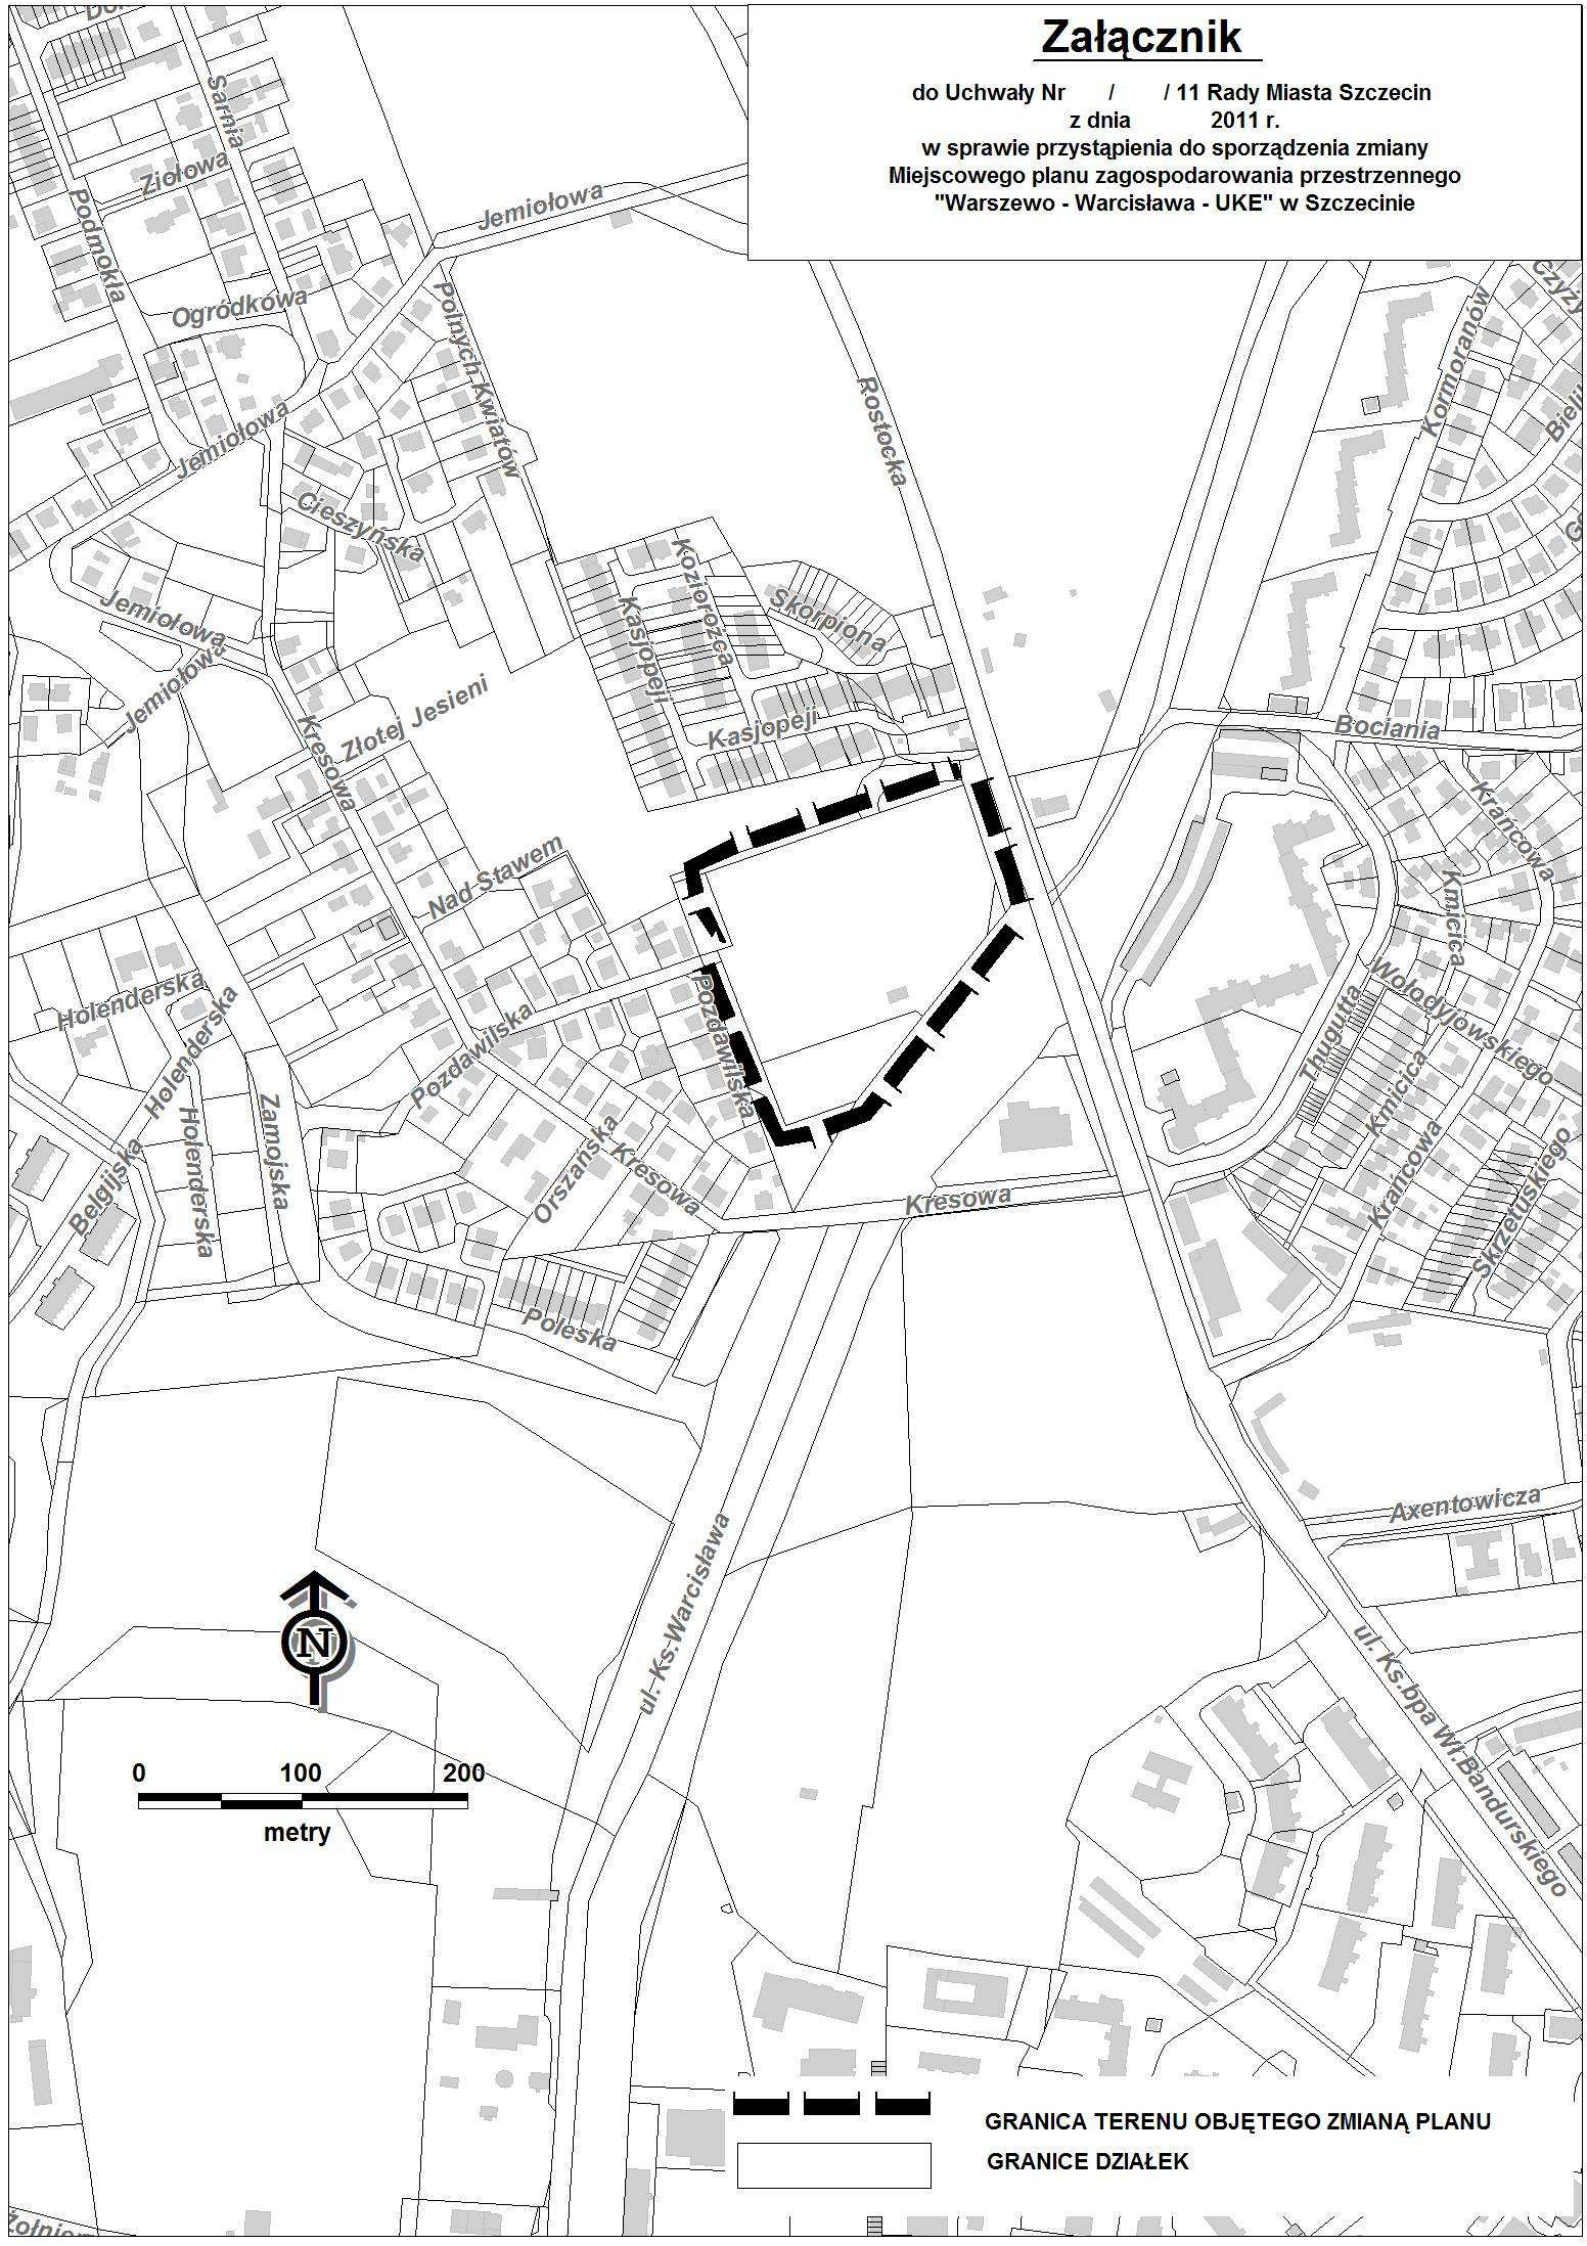 Załącznik
do Uchwały Nr / / 11 Rady Miasta Szczecin
z dnia 2011 r.
w sprawie przystąpienia do sporządzenia zmiany
Miejscowego planu zagospodarowania przestrzennego
"Warszewo - Warcisława - UKE" w Szczecinie
Sarnia
Ziołowa
Podmokła
Jemiołowa
Ogródkowa
Polnych Kwiatów
Kormoranów
Rostocka
Jemiołowa
Cieszyńska
Koziorożca
Skorpiona
Kasjopeji
Jemiołowa
Jemiołowa
Złotej Jesieni
Kresowa
Kasjopeji
Bociania
Krańcowa
Nad Stawem
Kmicica
Holenderska
Holenderska
Pozdawilska
Pozdawilska
Wołodyjowskiego
Thugutta
Kmicica
Holenderska
Zamojska
Belgijska
Orszańska
Kresowa
Kresowa
Krańcowa
Skrzetuskiego
Poleska
Axentowicza
ul. Ks.Warcisława
N
ul. Ks.bpa Wł.Bandurskiego
0 100 200
metry
GRANICA TERENU OBJĘTEGO ZMIANĄ PLANU
GRANICE DZIAŁEK